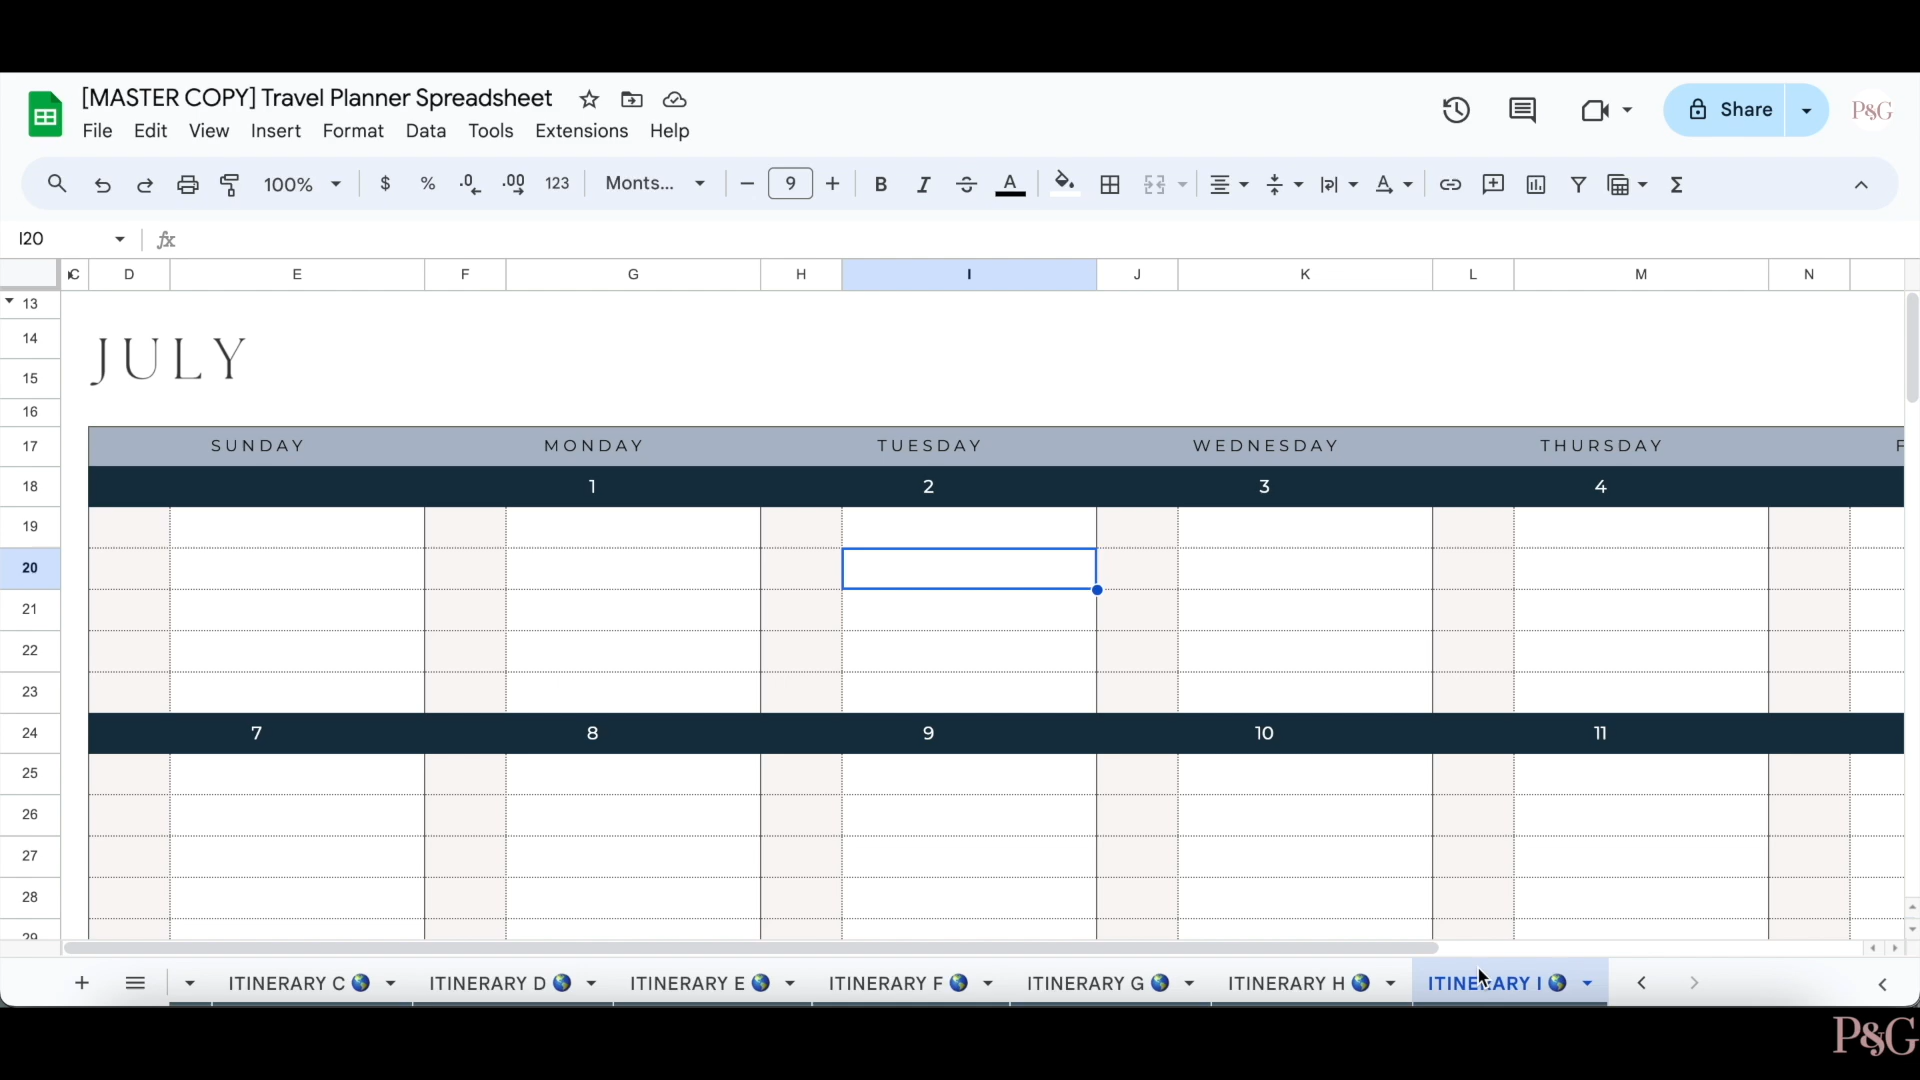 [MASTER COPY] Travel Planner Spreadsheet
File Edit View Insert Format Data Tools Extensions Help
Share
P&G
100% $ % .0 .00 123 Monts... 9 B I A A
I20 fx
C D E F G H I J K L M N
13
14
15
JULY
16
17 SUNDAY MONDAY TUESDAY WEDNESDAY THURSDAY F
18 1 2 3 4
19
20
21
22
23
24 7 8 9 10 11
25
26
27
28
29
ITINERARY C ITINERARY D ITINERARY E ITINERARY F ITINERARY G ITINERARY H ITINERARY I
P&G